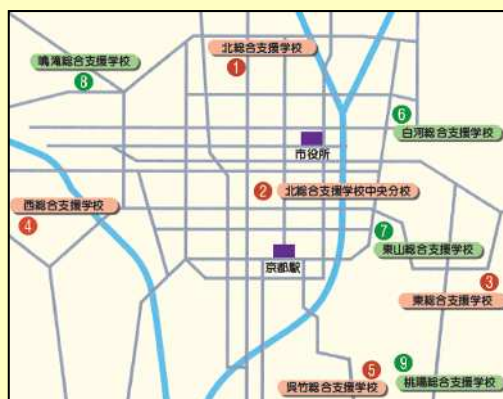 北総合支援学校
1
鳴滝総合支援学校
8
6
白河総合支援学校
市役所
2 北総合支援学校中央分校
西総合支援学校
4
7
東山総合支援学校
京都駅
3
東総合支援学校
5
呉竹総合支援学校
9
桃陽総合支援学校